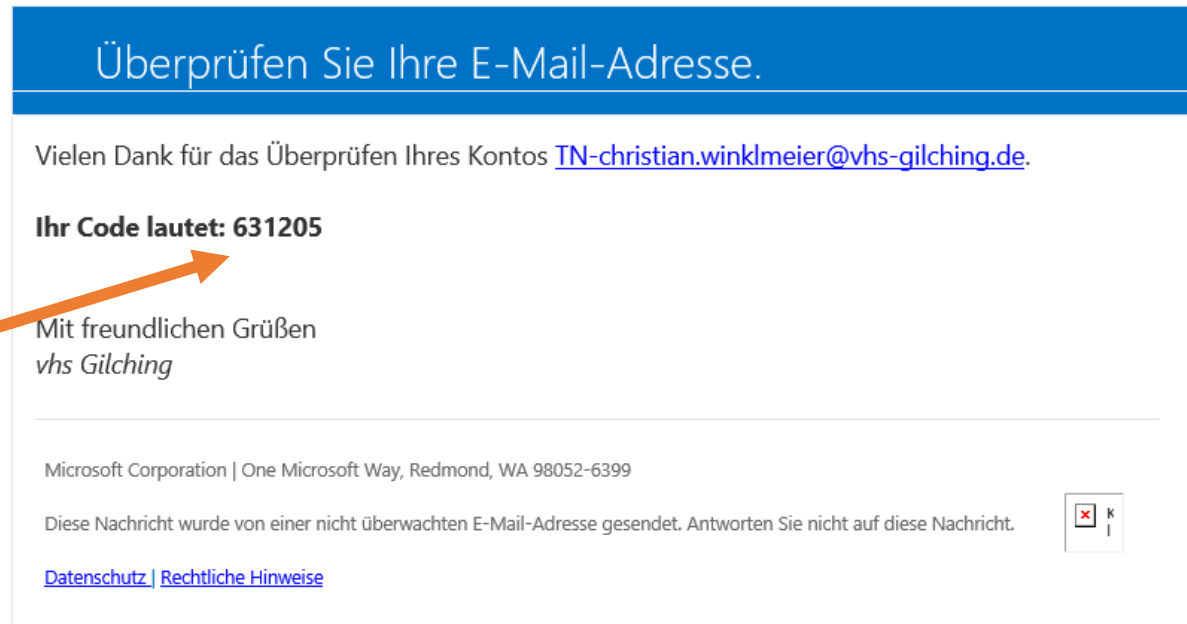 Überprüfen Sie Ihre E-Mail-Adresse.
Vielen Dank für das Überprüfen Ihres Kontos TN-christian.winklmeier@vhs-gilching.de.
Ihr Code lautet: 631205
Mit freundlichen Grüßen
vhs Gilching
Microsoft Corporation | One Microsoft Way, Redmond, WA 98052-6399
Diese Nachricht wurde von einer nicht überwachten E-Mail-Adresse gesendet. Antworten Sie nicht auf diese Nachricht.
Datenschutz | Rechtliche Hinweise